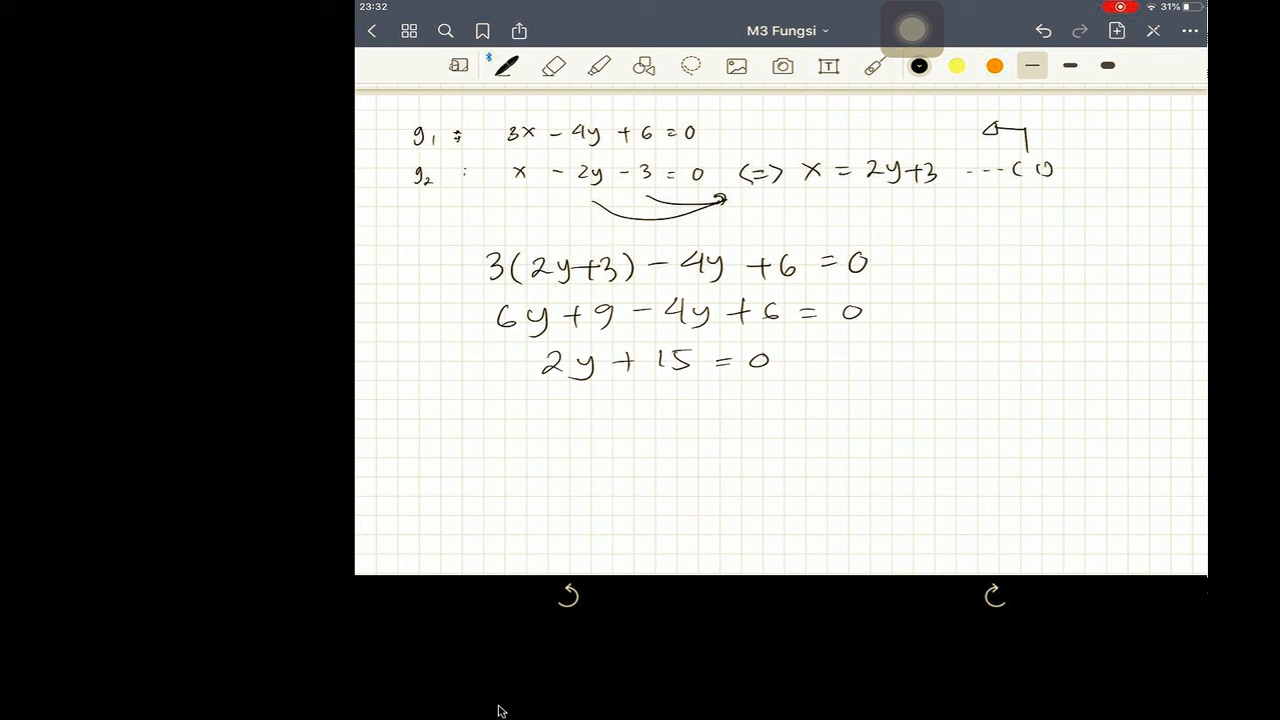 23:32
31%
M3 Fungsi
g₁ : 3x - 4y + 6 = 0
g₂ : x - 2y - 3 = 0 <=> x = 2y+3 ---(1)
3(2y+3) - 4y + 6 = 0
6y + 9 - 4y + 6 = 0
2y + 15 = 0